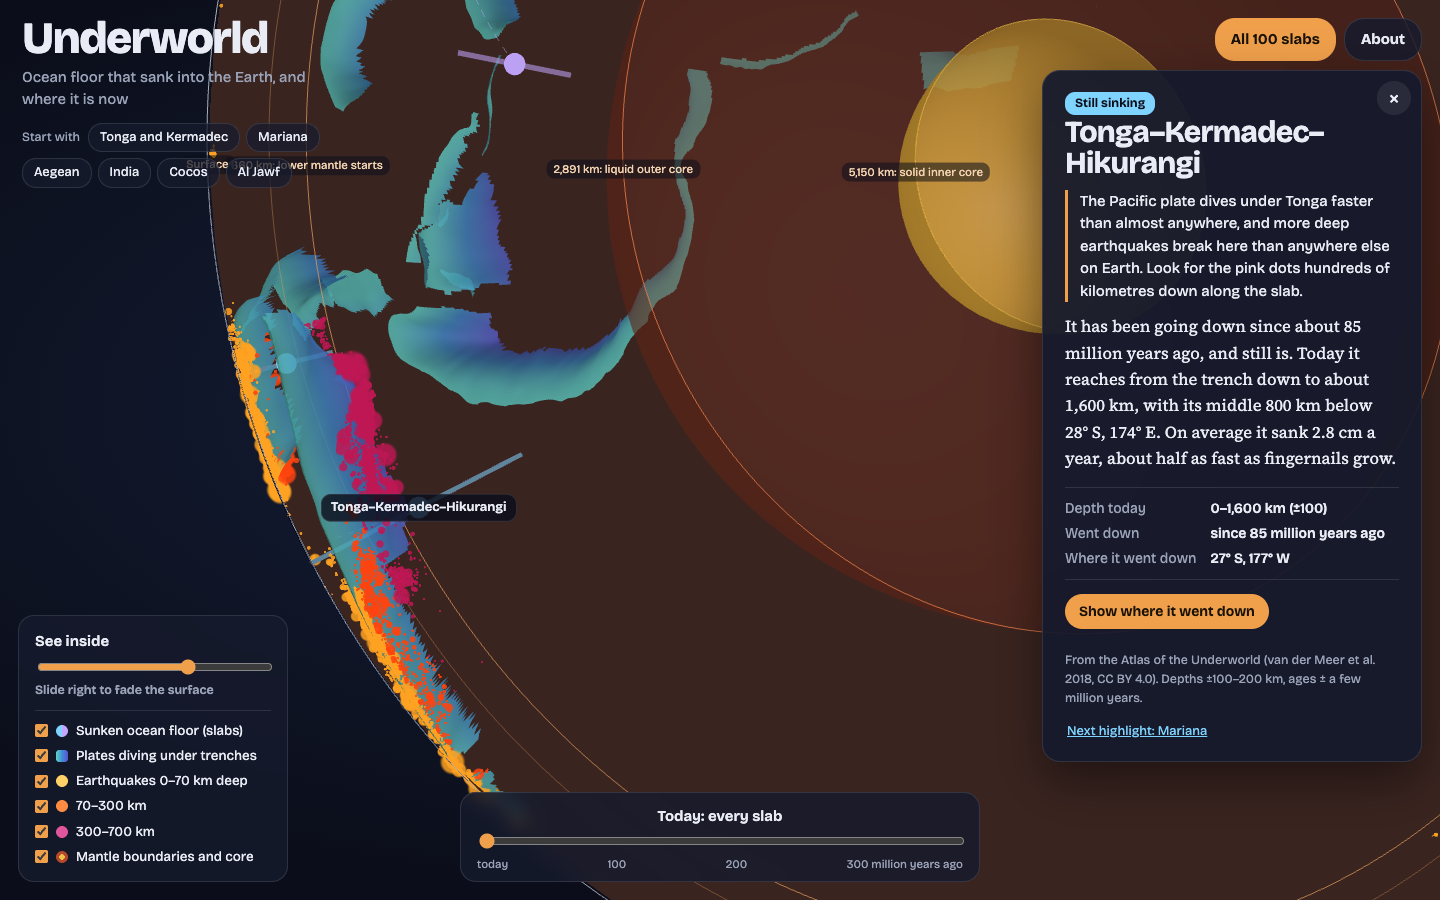 Underworld
Ocean floor that sank into the Earth, and
where it is now
Start with
Tonga and Kermadec
Mariana
Aegean
India
Cocos
Al Jawf
Surface
lower mantle starts
2,891 km: liquid outer core
5,150 km: solid inner core
All 100 slabs
About
Still sinking
×
Tonga–Kermadec–
Hikurangi
The Pacific plate dives under Tonga faster
than almost anywhere, and more deep
earthquakes break here than anywhere else
on Earth. Look for the pink dots hundreds of
kilometres down along the slab.
It has been going down since about 85
million years ago, and still is. Today it
reaches from the trench down to about
1,600 km, with its middle 800 km below
28° S, 174° E. On average it sank 2.8 cm a
year, about half as fast as fingernails grow.
Depth today 0–1,600 km (±100)
Went down since 85 million years ago
Where it went down 27° S, 177° W
Show where it went down
From the Atlas of the Underworld (van der Meer et al.
2018, CC BY 4.0). Depths ±100–200 km, ages ± a few
million years.
Next highlight: Mariana
Tonga–Kermadec–Hikurangi
See inside
Slide right to fade the surface
Sunken ocean floor (slabs)
Plates diving under trenches
Earthquakes 0–70 km deep
70–300 km
300–700 km
Mantle boundaries and core
Today: every slab
today 100 200 300 million years ago